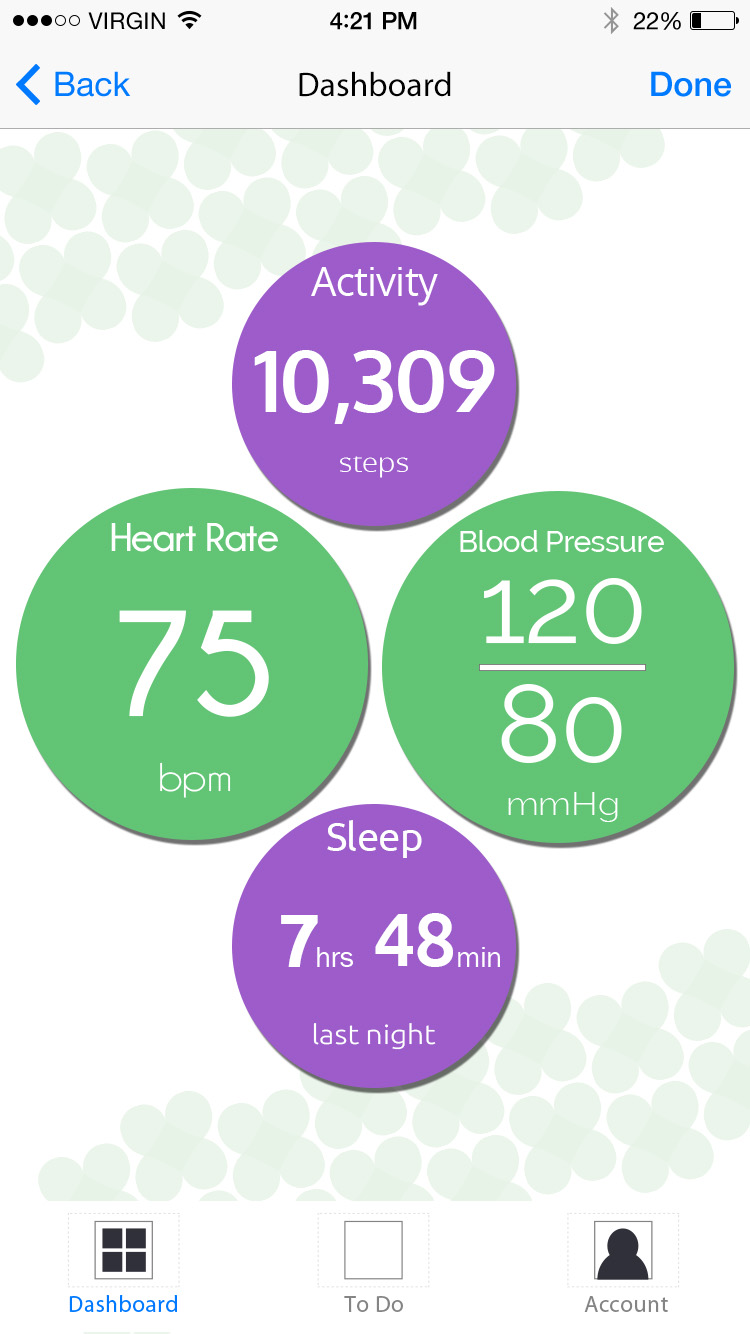 VIRGIN 4:21 PM 22%
Back Dashboard Done
Activity
10,309
steps
Heart Rate
75
bpm
Blood Pressure
120
80
mmHg
Sleep
7hrs 48min
last night
Dashboard To Do Account